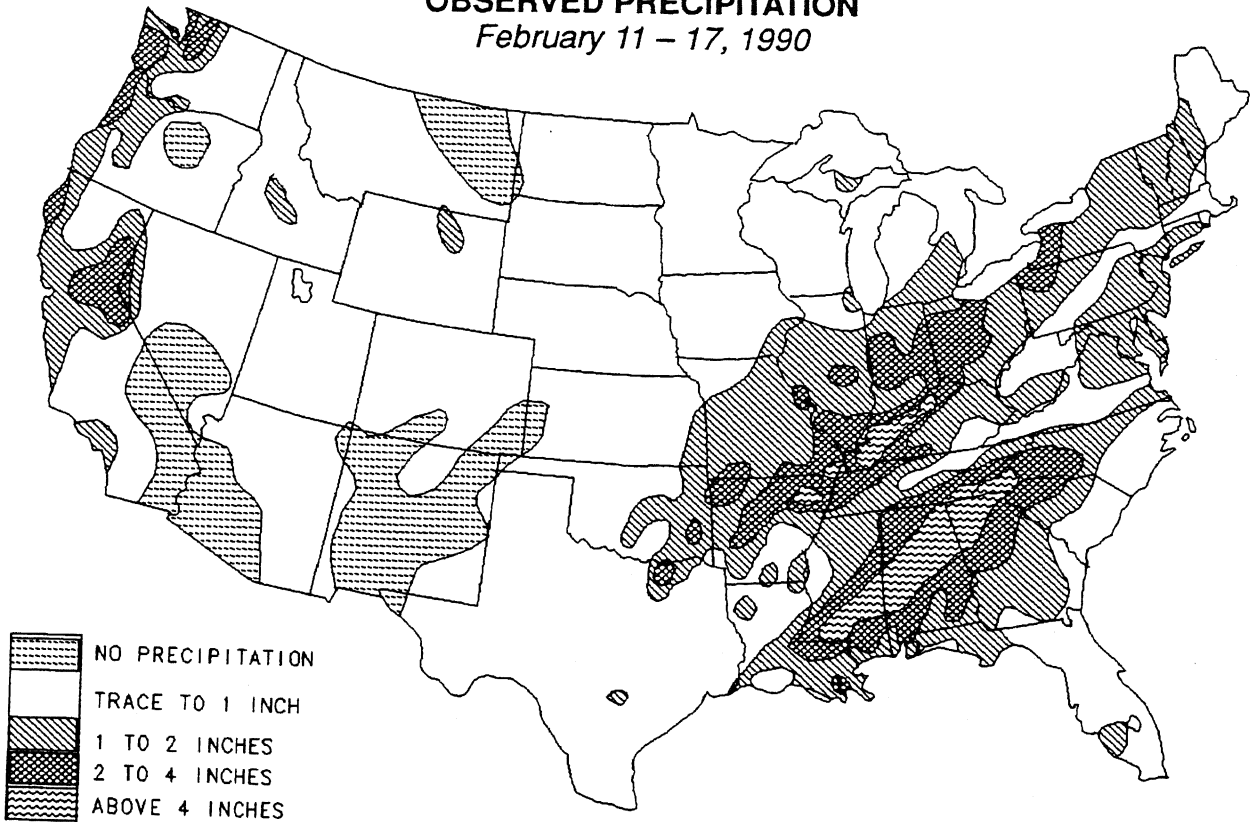 OBSERVED PRECIPITATION
February 11 – 17, 1990
NO PRECIPITATION
TRACE TO 1 INCH
1 TO 2 INCHES
2 TO 4 INCHES
ABOVE 4 INCHES